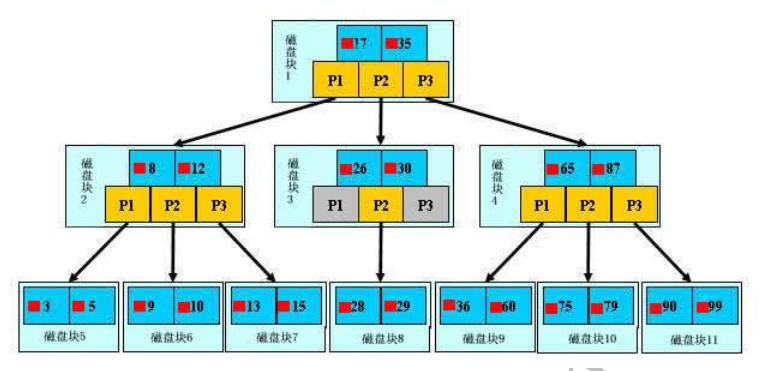 磁盘块1
17 35
P1 P2 P3
磁盘块2
8 12
P1 P2 P3
磁盘块3
26 30
P1 P2 P3
磁盘块4
65 87
P1 P2 P3
3 5
磁盘块5
9 10
磁盘块6
13 15
磁盘块7
28 29
磁盘块8
36 60
磁盘块9
75 79
磁盘块10
90 99
磁盘块11